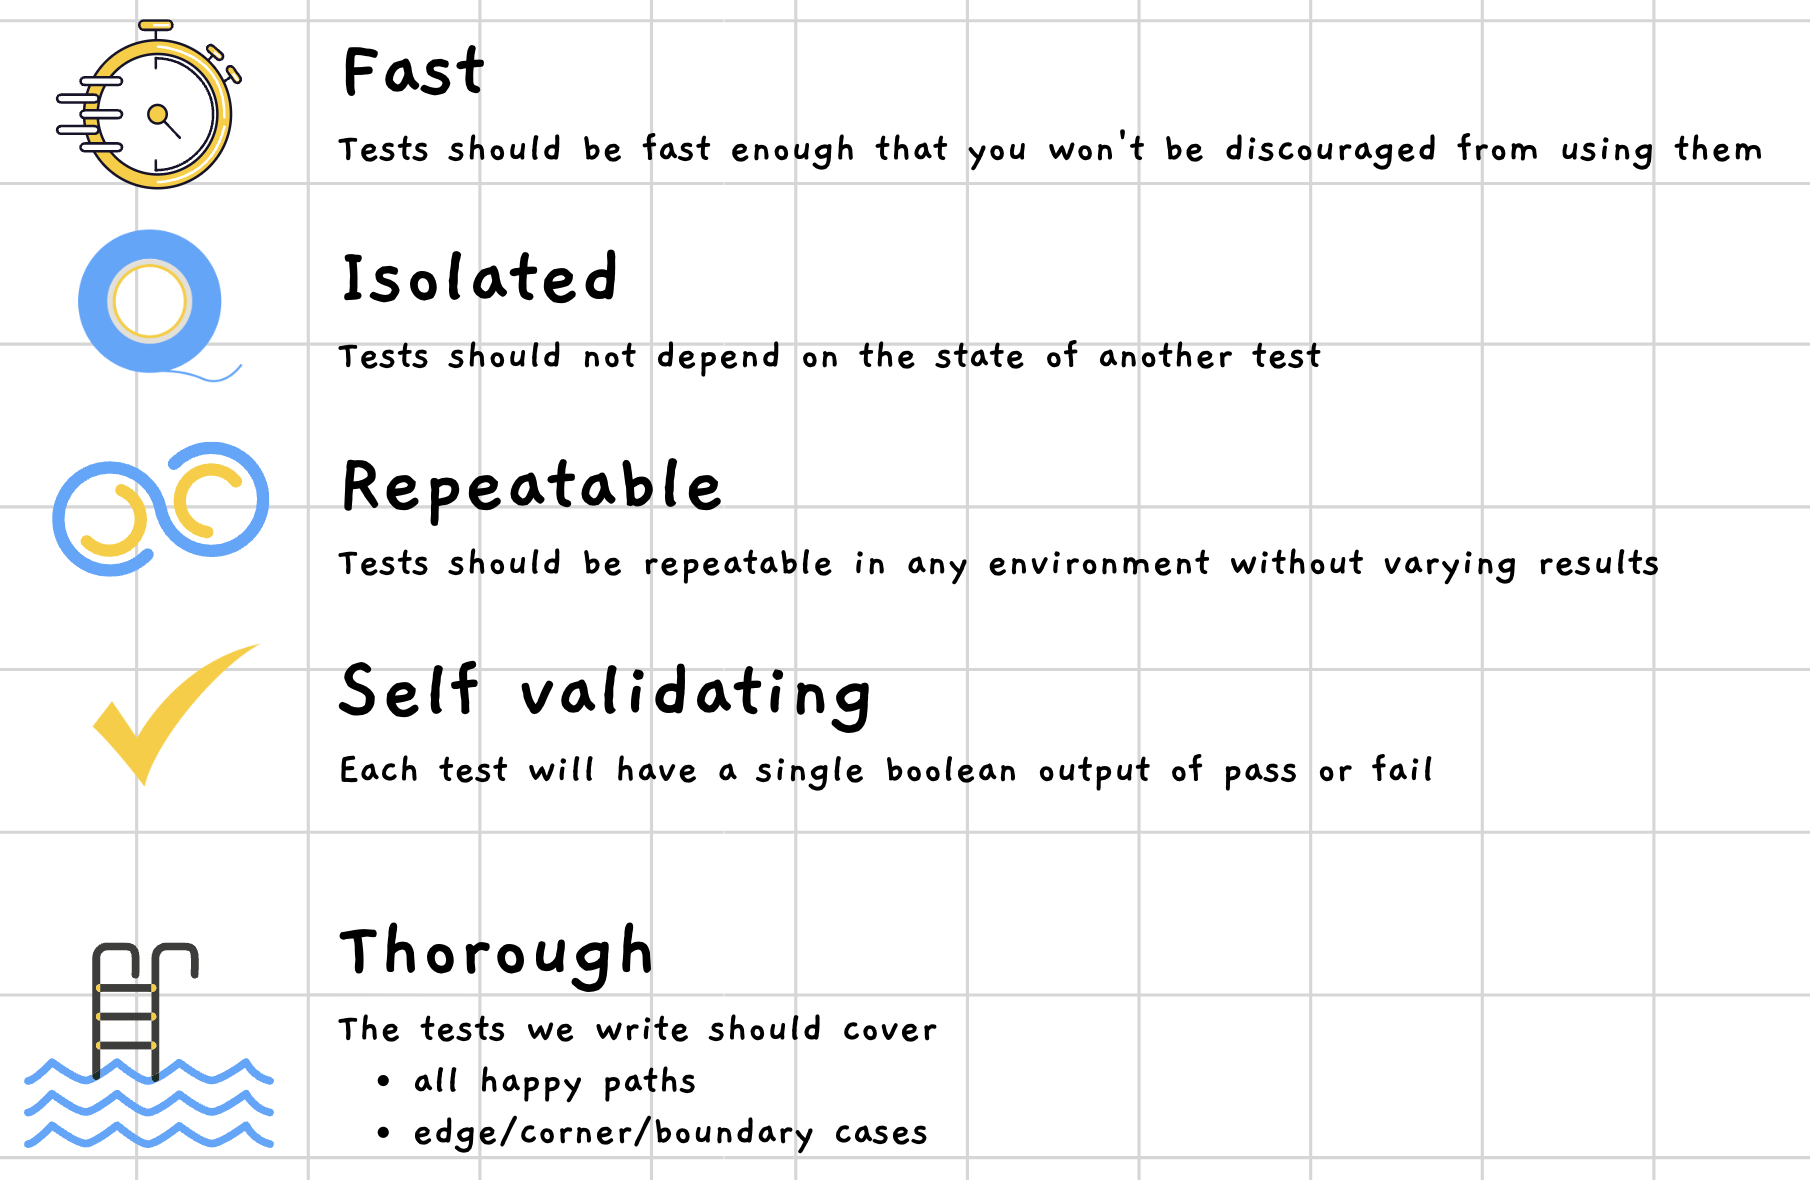 Fast
Tests should be fast enough that you won't be discouraged from using them
Isolated
Tests should not depend on the state of another test
Repeatable
Tests should be repeatable in any environment without varying results
Self validating
Each test will have a single boolean output of pass or fail
Thorough
The tests we write should cover
• all happy paths
• edge/corner/boundary cases